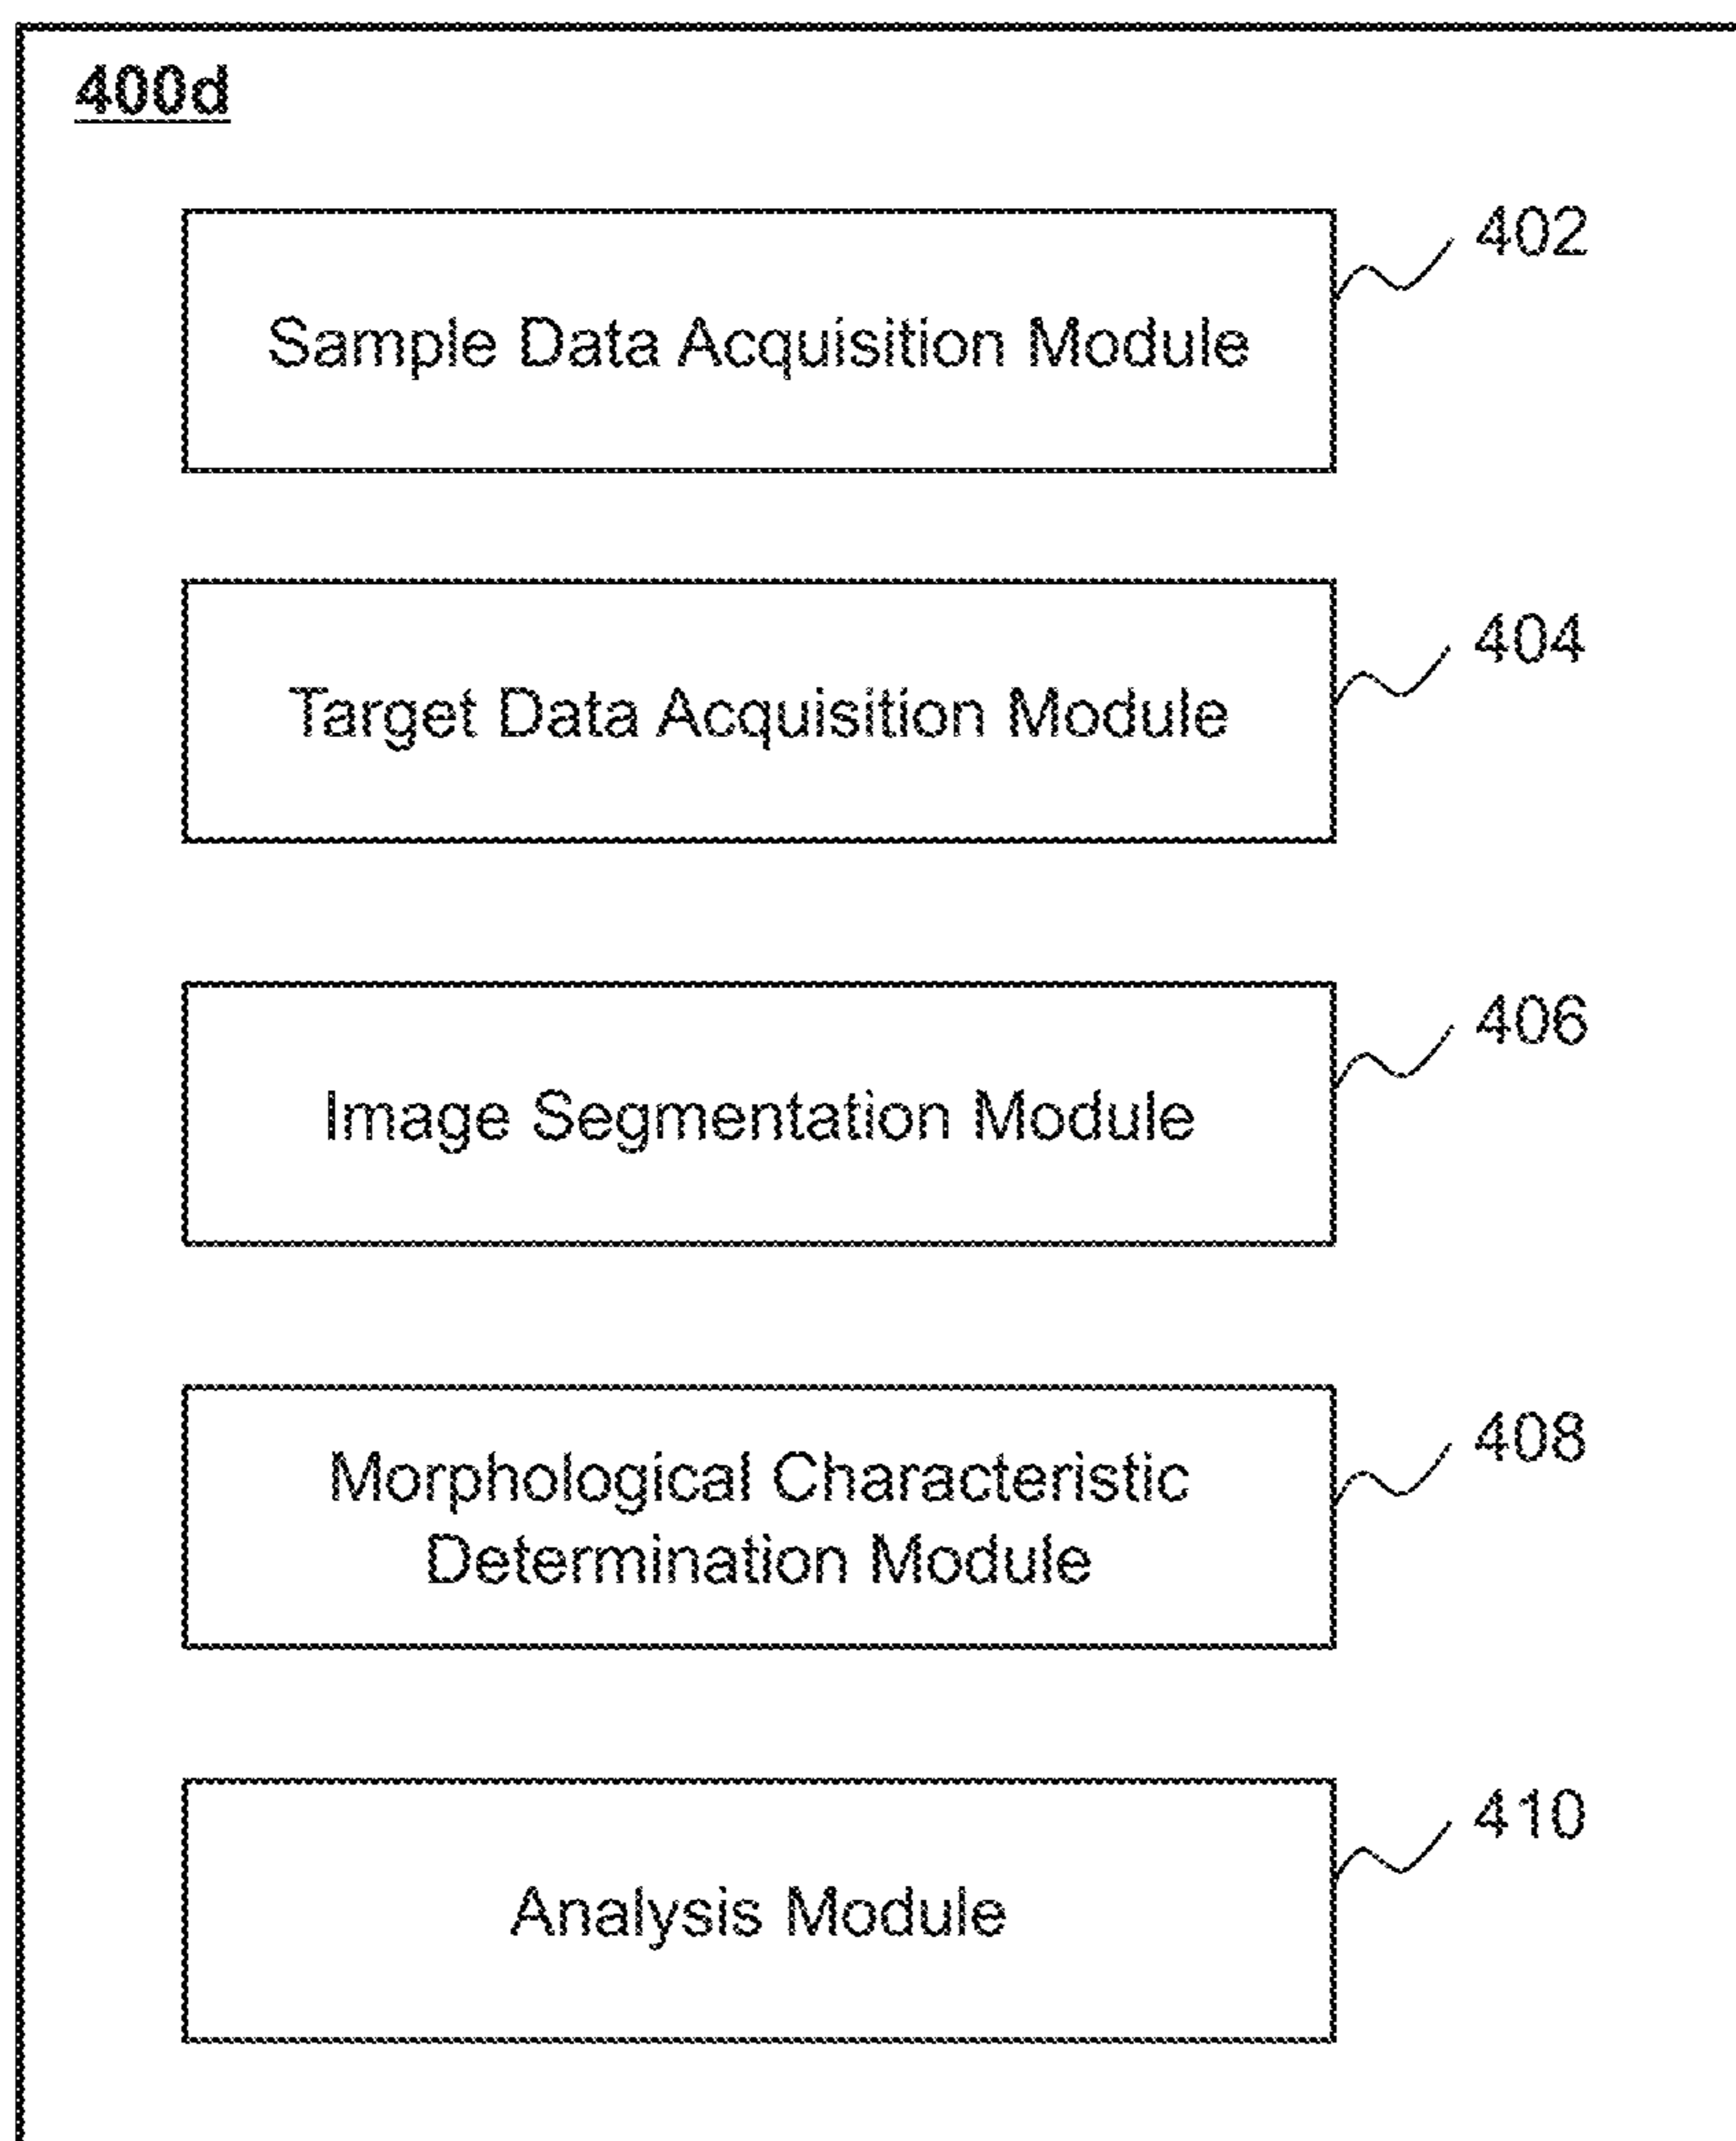 400d
402
Sample Data Acquisition Module
404
Target Data Acquisition Module
406
Image Segmentation Module
408
Morphological Characteristic
Determination Module
410
Analysis Module